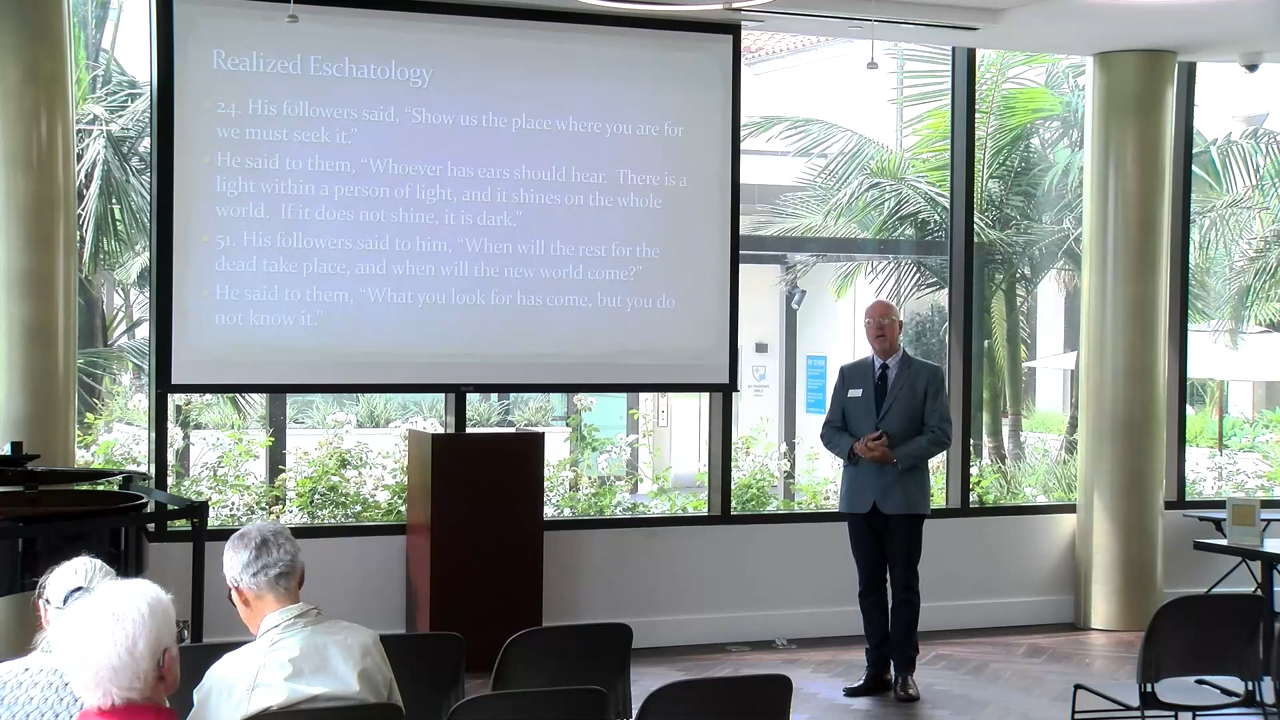 Realized Eschatology
24. His followers said, “Show us the place where you are for
we must seek it.”
He said to them, “Whoever has ears should hear. There is a
light within a person of light, and it shines on the whole
world. If it does not shine, it is dark.”
51. His followers said to him, “When will the rest for the
dead take place, and when will the new world come?”
He said to them, “What you look for has come, but you do
not know it.”